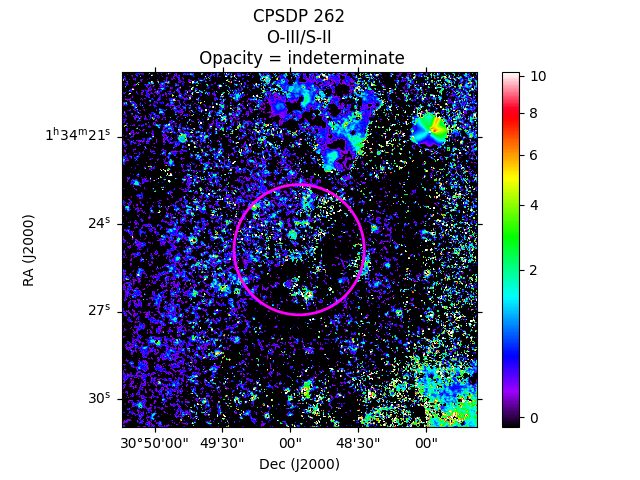 CPSDP 262
O-III/S-II
Opacity = indeterminate
10
8
6
4
2
0
1h34m21s
24s
27s
30s
RA (J2000)
30°50'00" 49'30" 00" 48'30" 00"
Dec (J2000)